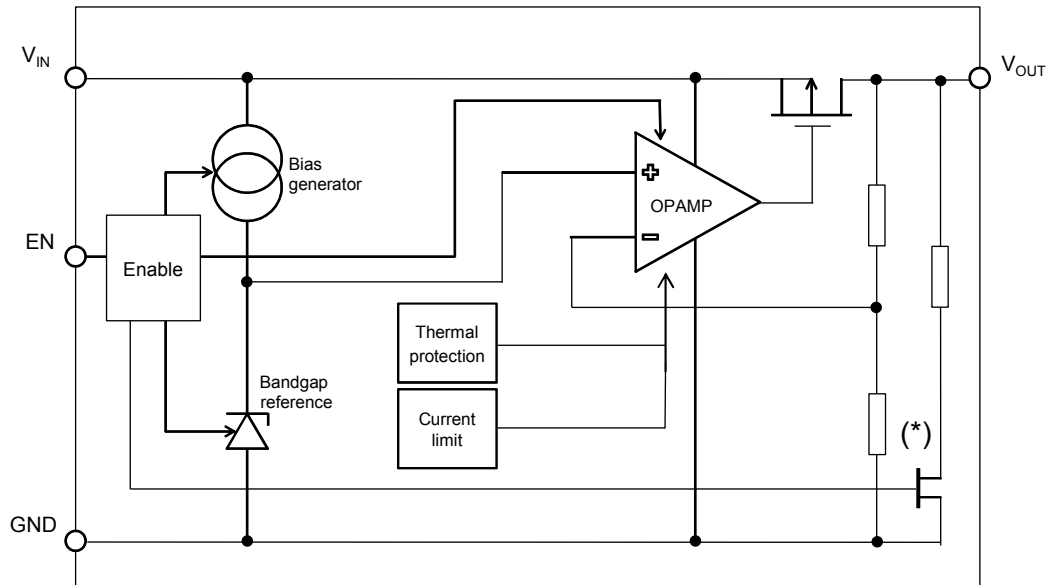 VIN
VOUT
Bias
generator
OPAMP
EN
Enable
Thermal
protection
Bandgap
reference
Current
limit
(*)
GND